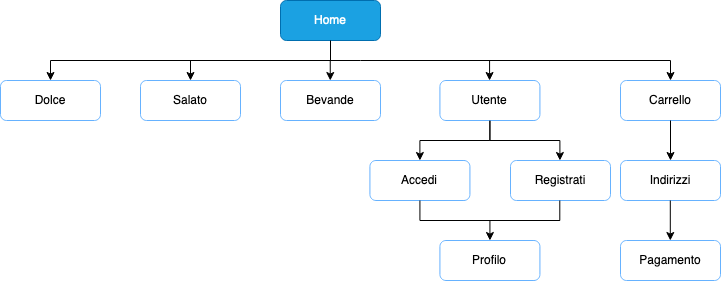 Home
Dolce
Salato
Bevande
Utente
Carrello
Accedi
Registrati
Indirizzi
Profilo
Pagamento